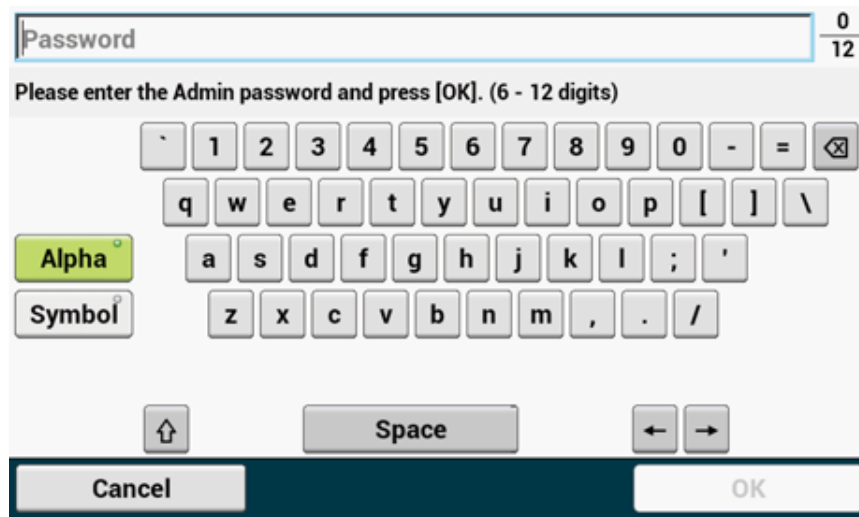 Password
0
12
Please enter the Admin password and press [OK]. (6 - 12 digits)
` 1 2 3 4 5 6 7 8 9 0 - =
q w e r t y u i o p [ ] \
Alpha a s d f g h j k l ; '
Symbol z x c v b n m , . /
Space ← →
Cancel OK